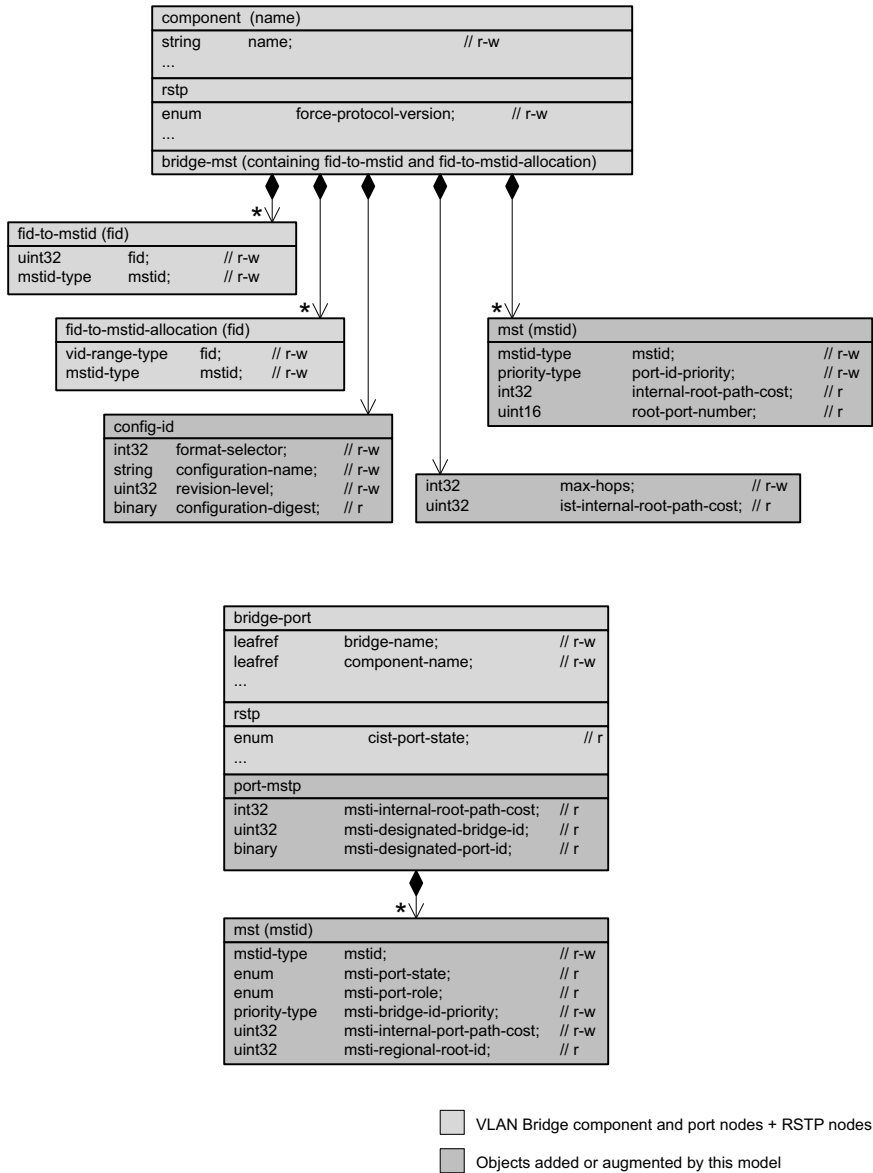 component (name)
string name; // r-w
...
rstp
enum force-protocol-version; // r-w
...
bridge-mst (containing fid-to-mstid and fid-to-mstid-allocation)
*
fid-to-mstid (fid)
uint32 fid; // r-w
mstid-type mstid; // r-w
*
fid-to-mstid-allocation (fid)
vid-range-type fid; // r-w
mstid-type mstid; // r-w
*
mst (mstid)
mstid-type mstid; // r-w
priority-type port-id-priority; // r-w
int32 internal-root-path-cost; // r
uint16 root-port-number; // r
config-id
int32 format-selector; // r-w
string configuration-name; // r-w
uint32 revision-level; // r-w
binary configuration-digest; // r
int32 max-hops; // r-w
uint32 ist-internal-root-path-cost; // r
bridge-port
leafref bridge-name; // r-w
leafref component-name; // r-w
...
rstp
enum cist-port-state; // r
...
port-mstp
int32 msti-internal-root-path-cost; // r
uint32 msti-designated-bridge-id; // r
binary msti-designated-port-id; // r
*
mst (mstid)
mstid-type mstid; // r-w
enum msti-port-state; // r
enum msti-port-role; // r
priority-type msti-bridge-id-priority; // r-w
uint32 msti-internal-port-path-cost; // r-w
uint32 msti-regional-root-id; // r
VLAN Bridge component and port nodes + RSTP nodes
Objects added or augmented by this model